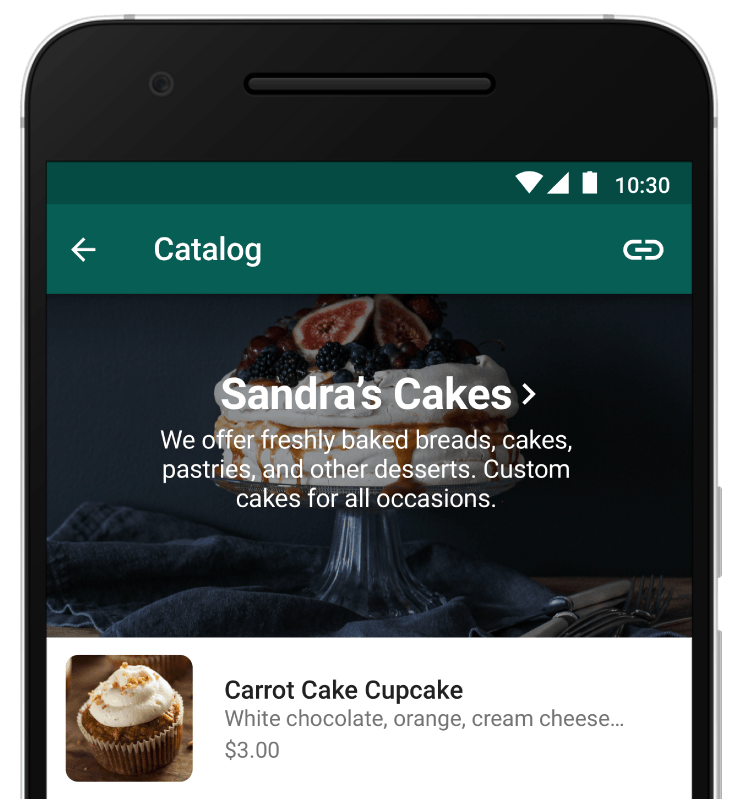 10:30
Catalog
Sandra’s Cakes
We offer freshly baked breads, cakes,
pastries, and other desserts. Custom
cakes for all occasions.
Carrot Cake Cupcake
White chocolate, orange, cream cheese...
$3.00